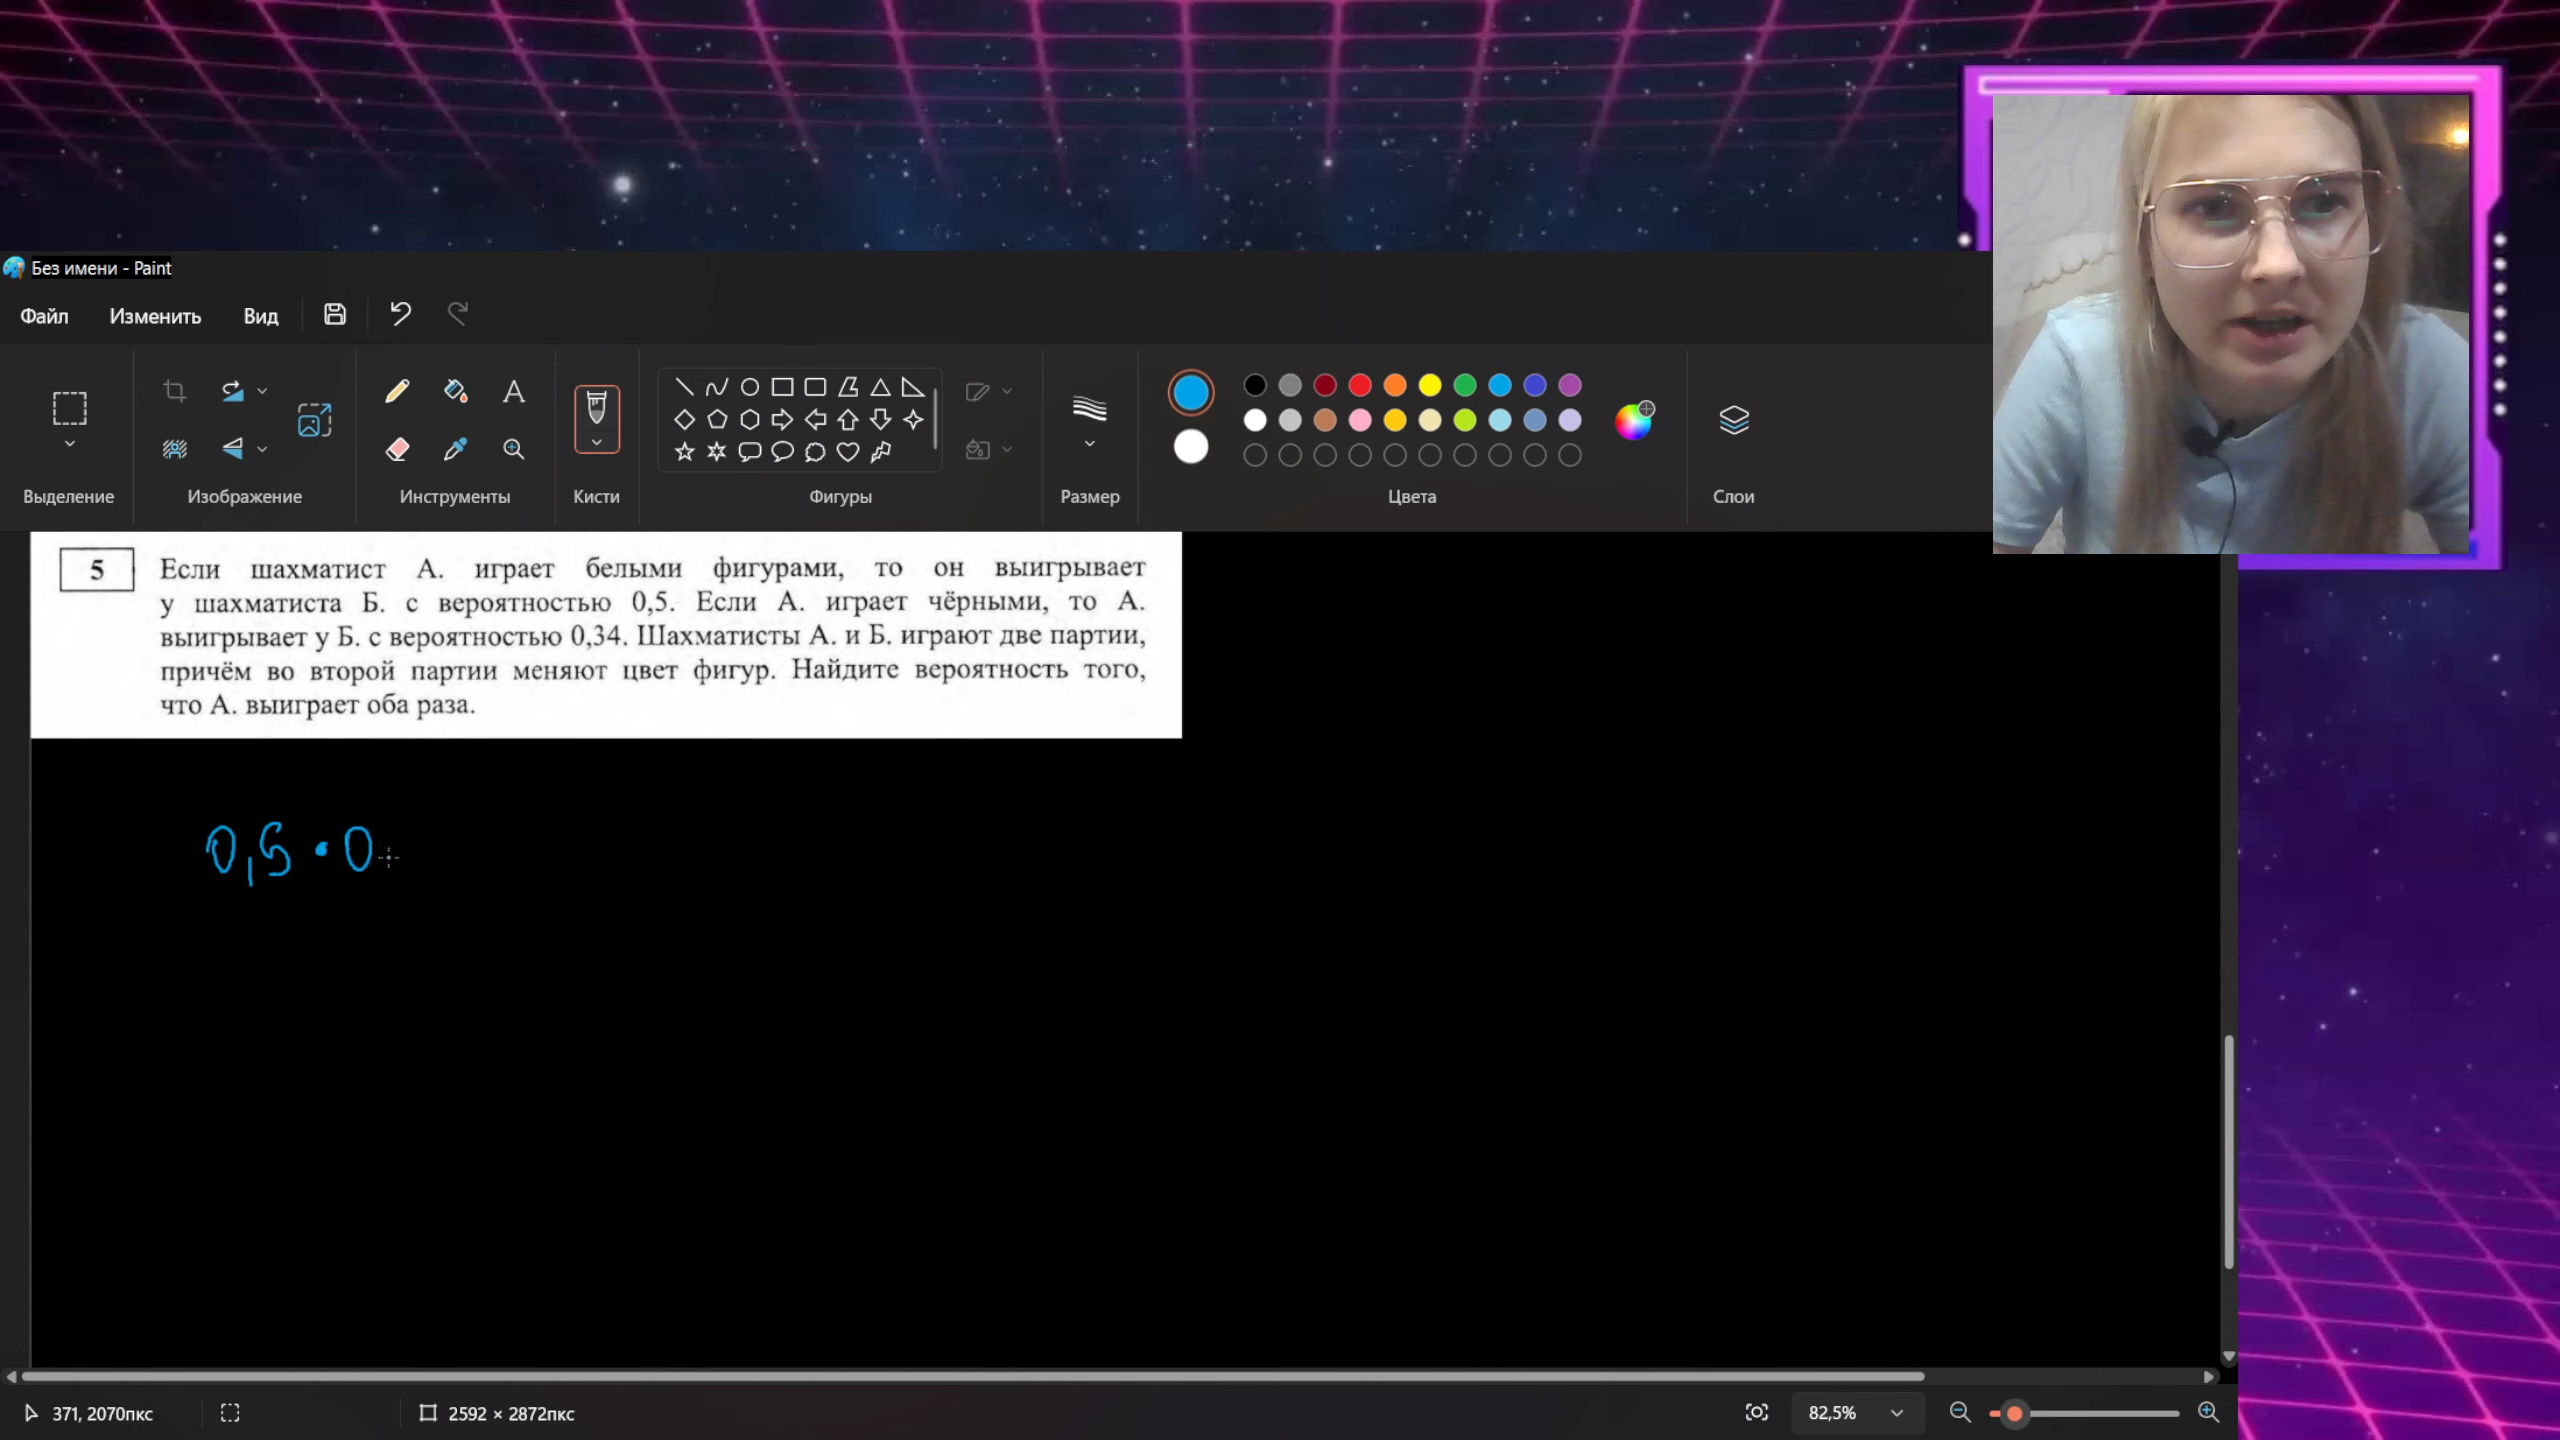 Без имени - Paint
Файл Изменить Вид
Выделение Изображение Инструменты Кисти Фигуры Размер Цвета Слои
5 Если шахматист А. играет белыми фигурами, то он выигрывает
у шахматиста Б. с вероятностью 0,5. Если А. играет чёрными, то А.
выигрывает у Б. с вероятностью 0,34. Шахматисты А. и Б. играют две партии,
причём во второй партии меняют цвет фигур. Найдите вероятность того,
что А. выиграет оба раза.
0,5 · 0
371, 2070пкс 2592 × 2872пкс 82,5%